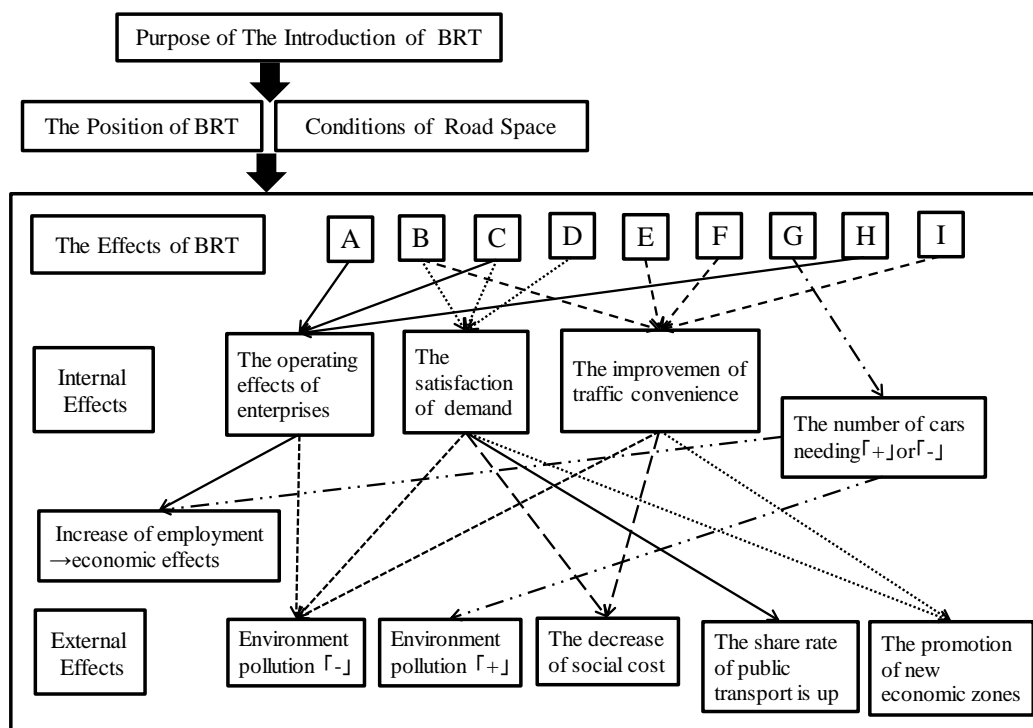 Purpose of The Introduction of BRT
The Position of BRT
Conditions of Road Space
The Effects of BRT
A
B
C
D
E
F
G
H
I
Internal
Effects
The operating
effects of
enterprises
The
satisfaction
of demand
The improvemen of
traffic convenience
The number of cars
needing「+」or「-」
Increase of employment
→economic effects
External
Effects
Environment
pollution「-」
Environment
pollution「+」
The decrease
of social cost
The share rate
of public
transport is up
The promotion
of new
economic zones